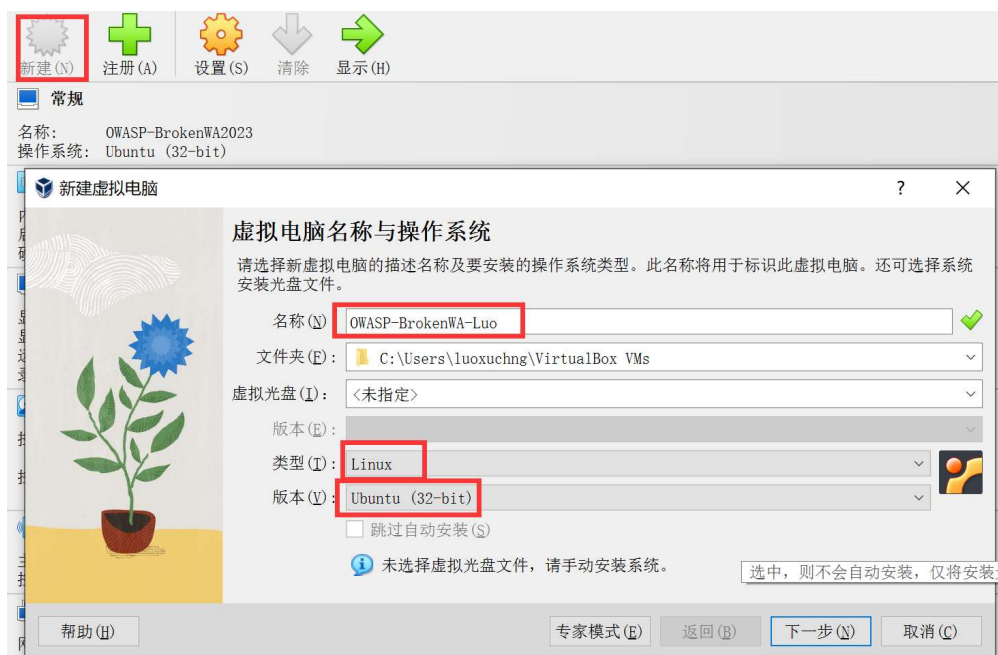 新建(N) 注册(A) 设置(S) 清除 显示(H)
常规
名称: OWASP-BrokenWA2023
操作系统: Ubuntu (32-bit)
新建虚拟电脑 ? ×
虚拟电脑名称与操作系统
请选择新虚拟电脑的描述名称及要安装的操作系统类型。此名称将用于标识此虚拟电脑。还可选择系统
安装光盘文件。
名称(N) OWASP-BrokenWA-Luo
文件夹(F): C:\Users\luoxuchng\VirtualBox VMs
虚拟光盘(I): <未指定>
版本(E):
类型(T): Linux
版本(V): Ubuntu (32-bit)
跳过自动安装(S)
未选择虚拟光盘文件，请手动安装系统。
选中，则不会自动安装，仅将安装
帮助(H) 专家模式(E) 返回(B) 下一步(N) 取消(C)